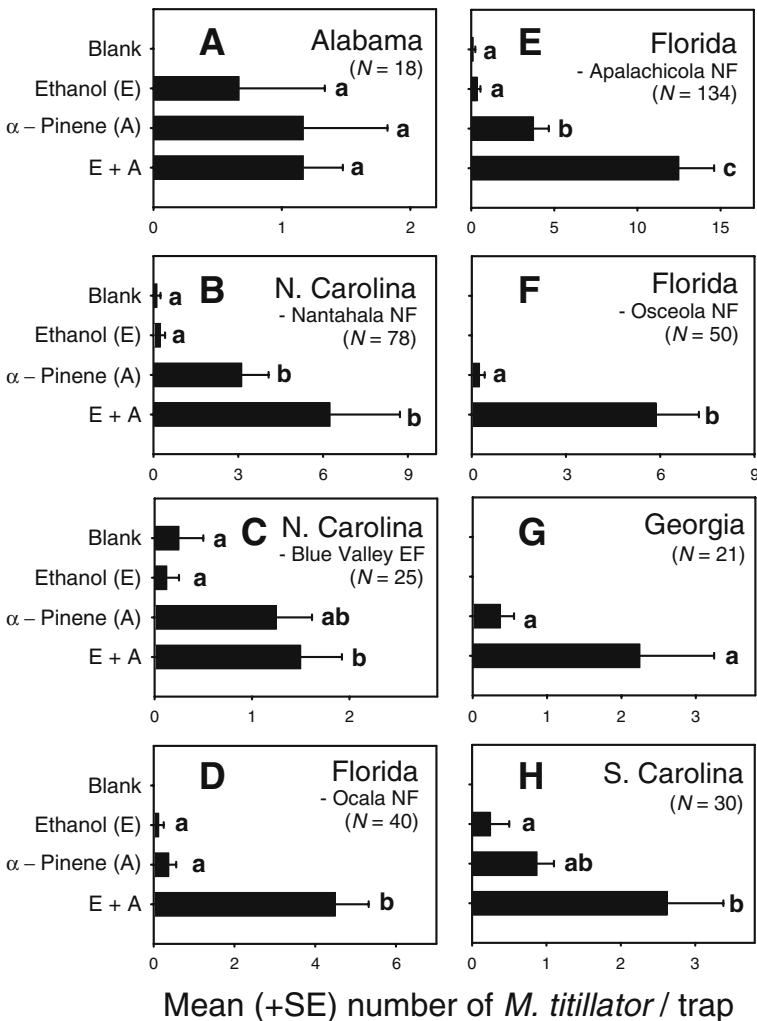 A Alabama
(N = 18)
Blank
Ethanol (E)
a
α – Pinene (A)
a
E + A
a
0 1 2
E Florida
- Apalachicola NF
(N = 134)
a
a
b
c
0 5 10 15
B N. Carolina
- Nantahala NF
(N = 78)
Blank
a
Ethanol (E)
a
α – Pinene (A)
b
E + A
b
0 3 6 9
F Florida
- Osceola NF
(N = 50)
a
b
0 3 6 9
C N. Carolina
- Blue Valley EF
(N = 25)
Blank
a
Ethanol (E)
a
α – Pinene (A)
ab
E + A
b
0 1 2
G Georgia
(N = 21)
a
a
0 1 2 3
D Florida
- Ocala NF
(N = 40)
Blank
Ethanol (E)
a
α – Pinene (A)
a
E + A
b
0 2 4 6
H S. Carolina
(N = 30)
a
ab
b
0 1 2 3
Mean (+SE) number of M. titillator / trap